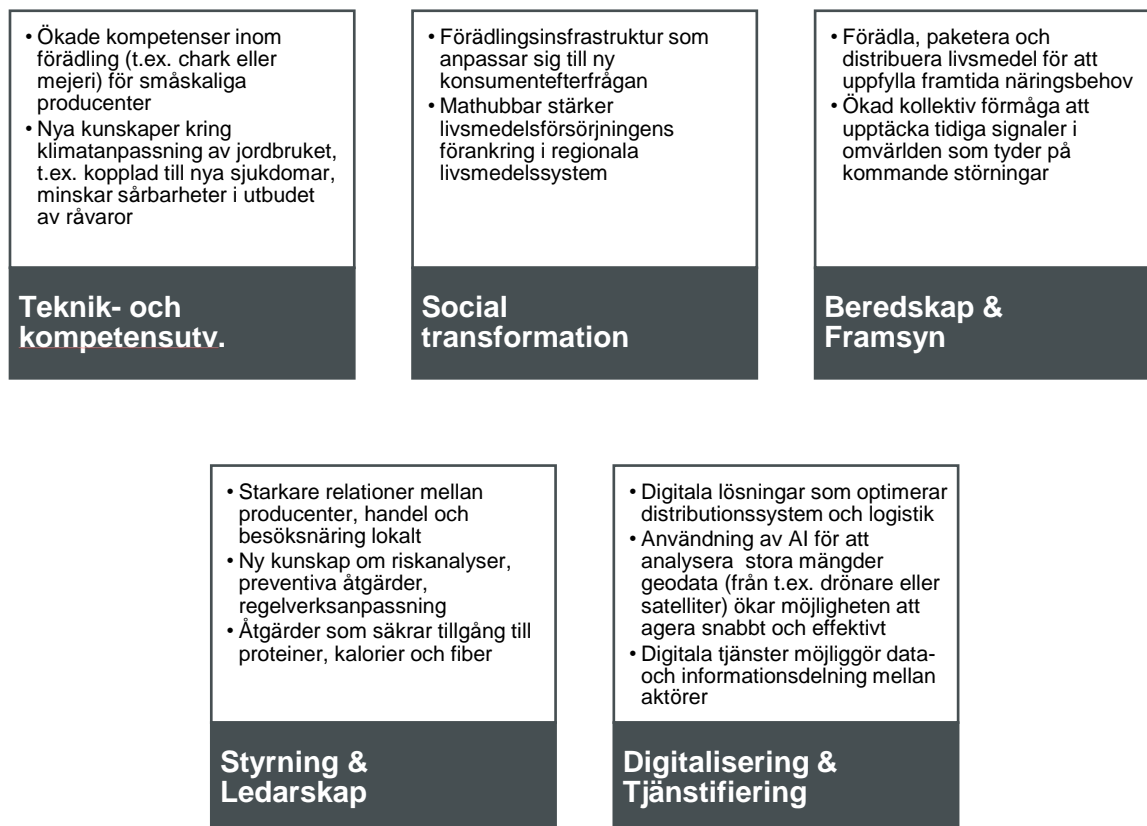 • Ökade kompetenser inom
förädling (t.ex. chark eller
mejeri) för småskaliga
producenter
• Nya kunskaper kring
klimatanpassning av jordbruket,
t.ex. kopplad till nya sjukdomar,
minskar sårbarheter i utbudet
av råvaror
Teknik- och
kompetensutv.
• Förädlingsinsfrastruktur som
anpassar sig till ny
konsumentefterfrågan
• Mathubbar stärker
livsmedelsförsörjningens
förankring i regionala
livsmedelssystem
Social
transformation
• Förädla, paketera och
distribuera livsmedel för att
uppfylla framtida näringsbehov
• Ökad kollektiv förmåga att
upptäcka tidiga signaler i
omvärlden som tyder på
kommande störningar
Beredskap &
Framsyn
• Starkare relationer mellan
producenter, handel och
besöksnäring lokalt
• Ny kunskap om riskanalyser,
preventiva åtgärder,
regelverksanpassning
• Åtgärder som säkrar tillgång till
proteiner, kalorier och fiber
Styrning &
Ledarskap
• Digitala lösningar som optimerar
distributionssystem och logistik
• Användning av AI för att
analysera  stora mängder
geodata (från t.ex. drönare eller
satelliter) ökar möjligheten att
agera snabbt och effektivt
• Digitala tjänster möjliggör data-
och informationsdelning mellan
aktörer
Digitalisering &
Tjänstifiering